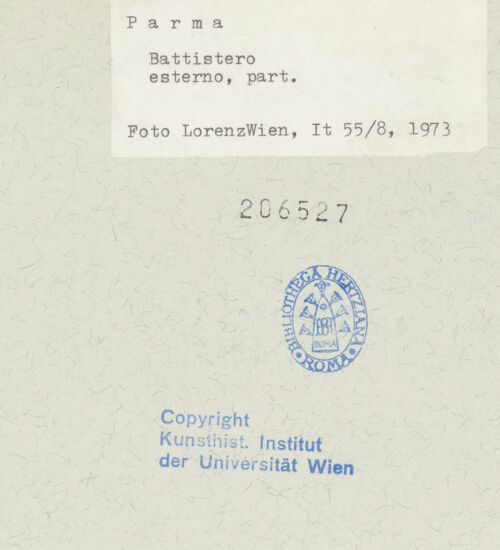 P a r m a
Battistero
esterno, part.
Foto LorenzWien, It 55/8, 1973
206527
BIBLIOTHECA HERTZIANA
ROMA
ROMA
Copyright
Kunsthist. Institut
der Universität Wien